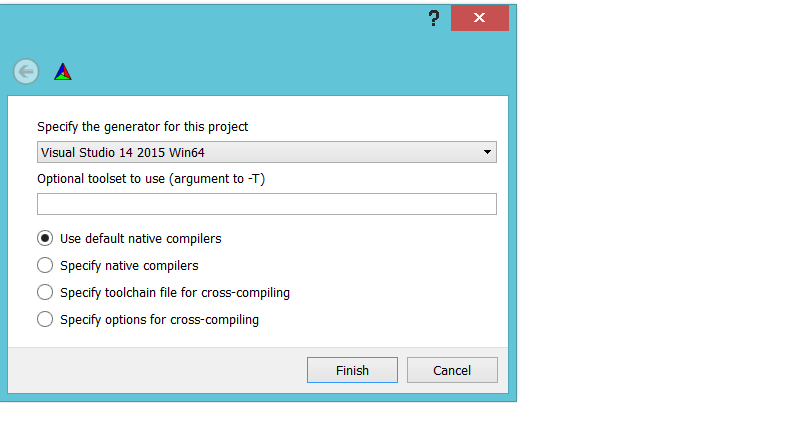 ?
Specify the generator for this project
Visual Studio 14 2015 Win64
Optional toolset to use (argument to -T)
Use default native compilers
Specify native compilers
Specify toolchain file for cross-compiling
Specify options for cross-compiling
Finish Cancel